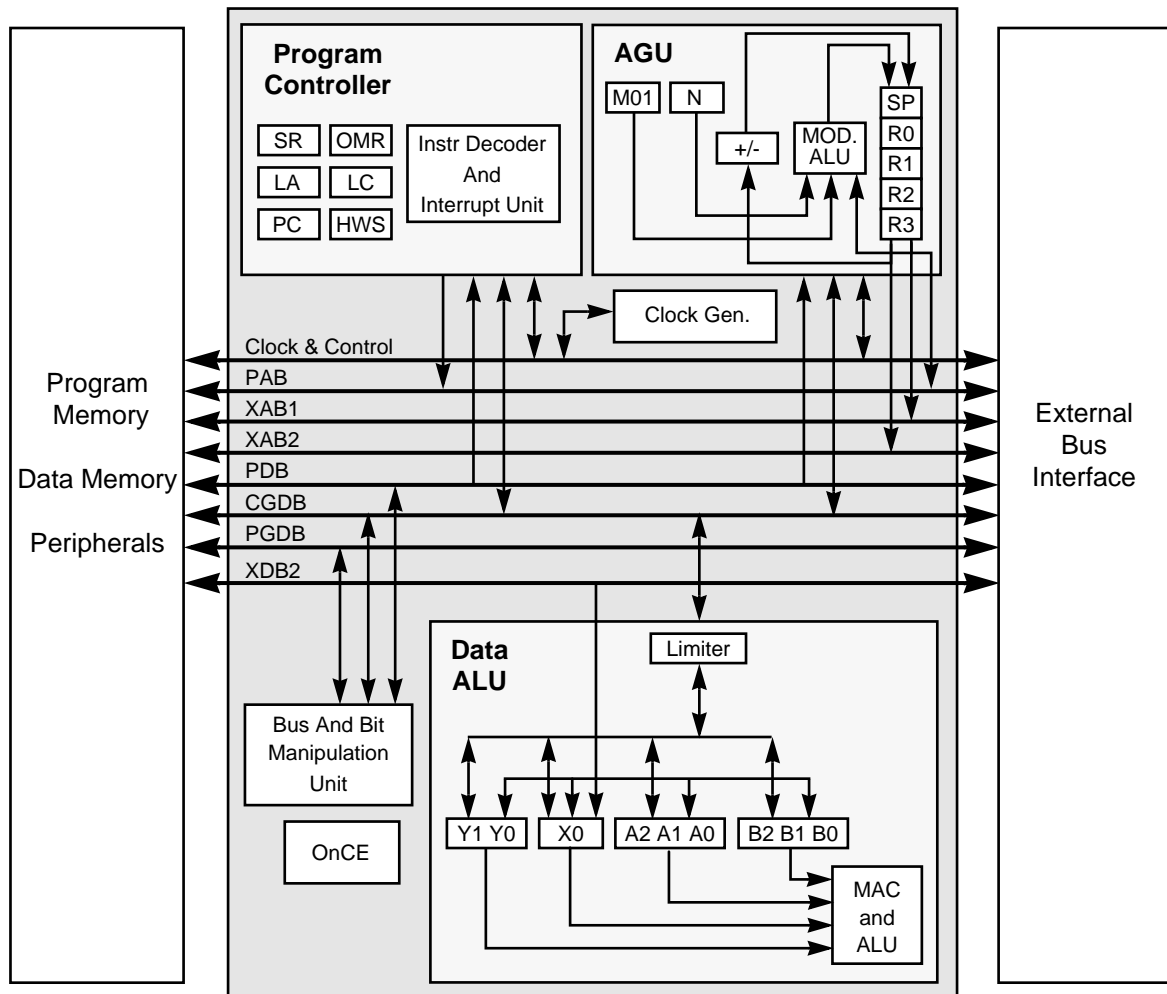 Program
Controller
SR
OMR
LA
LC
PC
HWS
Instr Decoder
And
Interrupt Unit
AGU
M01
N
+/-
MOD.
ALU
SP
R0
R1
R2
R3
Clock Gen.
Clock & Control
PAB
XAB1
XAB2
PDB
CGDB
PGDB
XDB2
Program
Memory
Data Memory
Peripherals
External
Bus
Interface
Bus And Bit
Manipulation
Unit
OnCE
Data
ALU
Limiter
Y1 Y0
X0
A2 A1 A0
B2 B1 B0
MAC
and
ALU